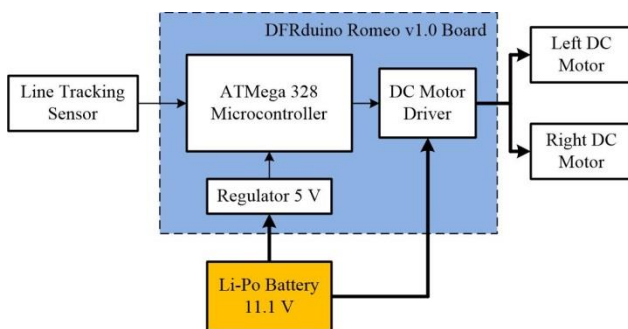 DFRduino Romeo v1.0 Board
Line Tracking
Sensor
ATMega 328
Microcontroller
DC Motor
Driver
Left DC
Motor
Right DC
Motor
Regulator 5 V
Li-Po Battery
11.1 V